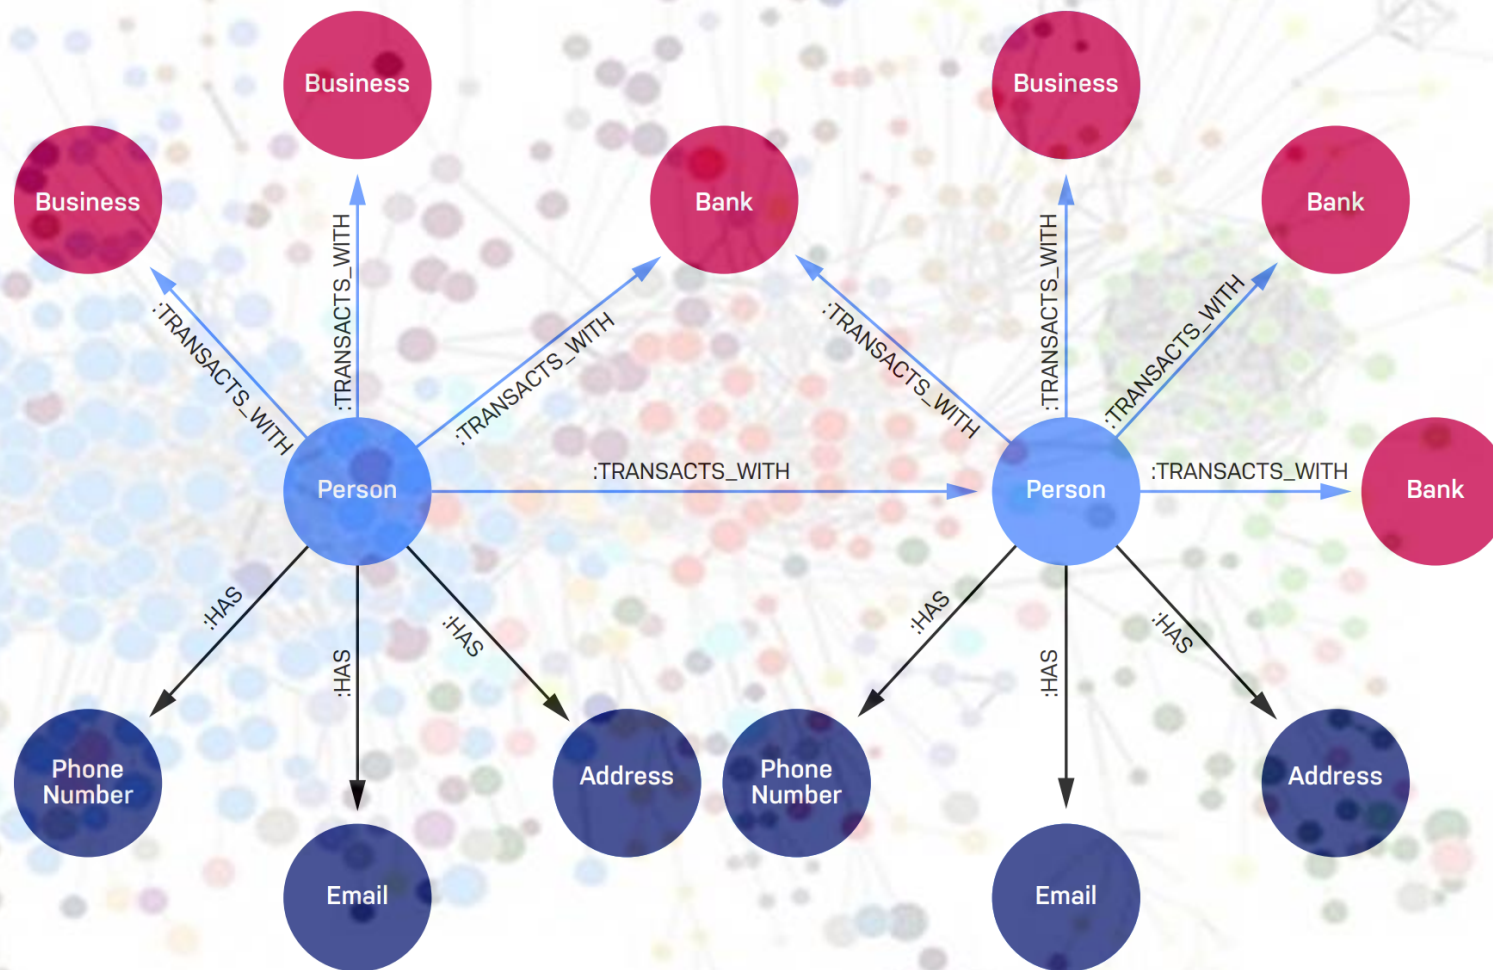 Business
Business
Business
Bank
Bank
:TRANSACTS_WITH
:TRANSACTS_WITH
:TRANSACTS_WITH
:TRANSACTS_WITH
:TRANSACTS_WITH
:TRANSACTS_WITH
Person
:TRANSACTS_WITH
Person
:TRANSACTS_WITH
Bank
:HAS
:HAS
:HAS
:HAS
:HAS
:HAS
Phone
Number
Address
Phone
Number
Address
Email
Email